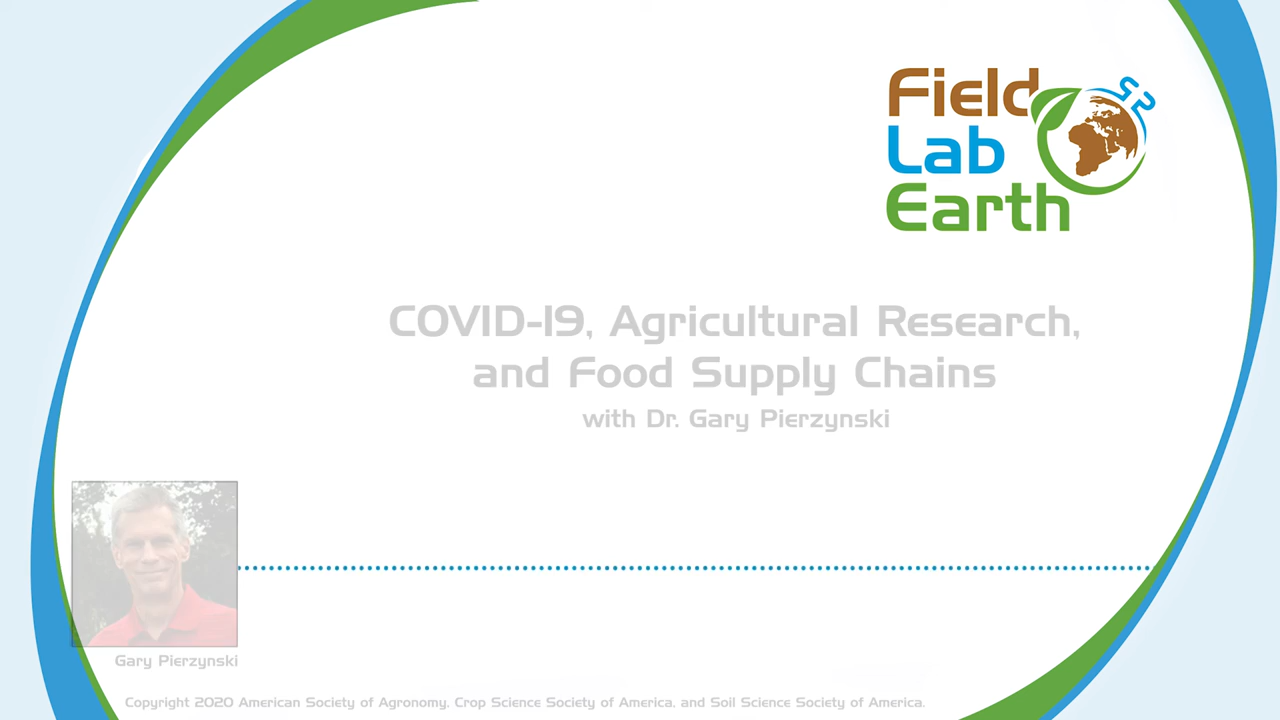 Field
Lab
Earth
COVID-19, Agricultural Research,
and Food Supply Chains
with Dr. Gary Pierzynski
Gary Pierzynski
Copyright 2020 American Society of Agronomy, Crop Science Society of America, and Soil Science Society of America.